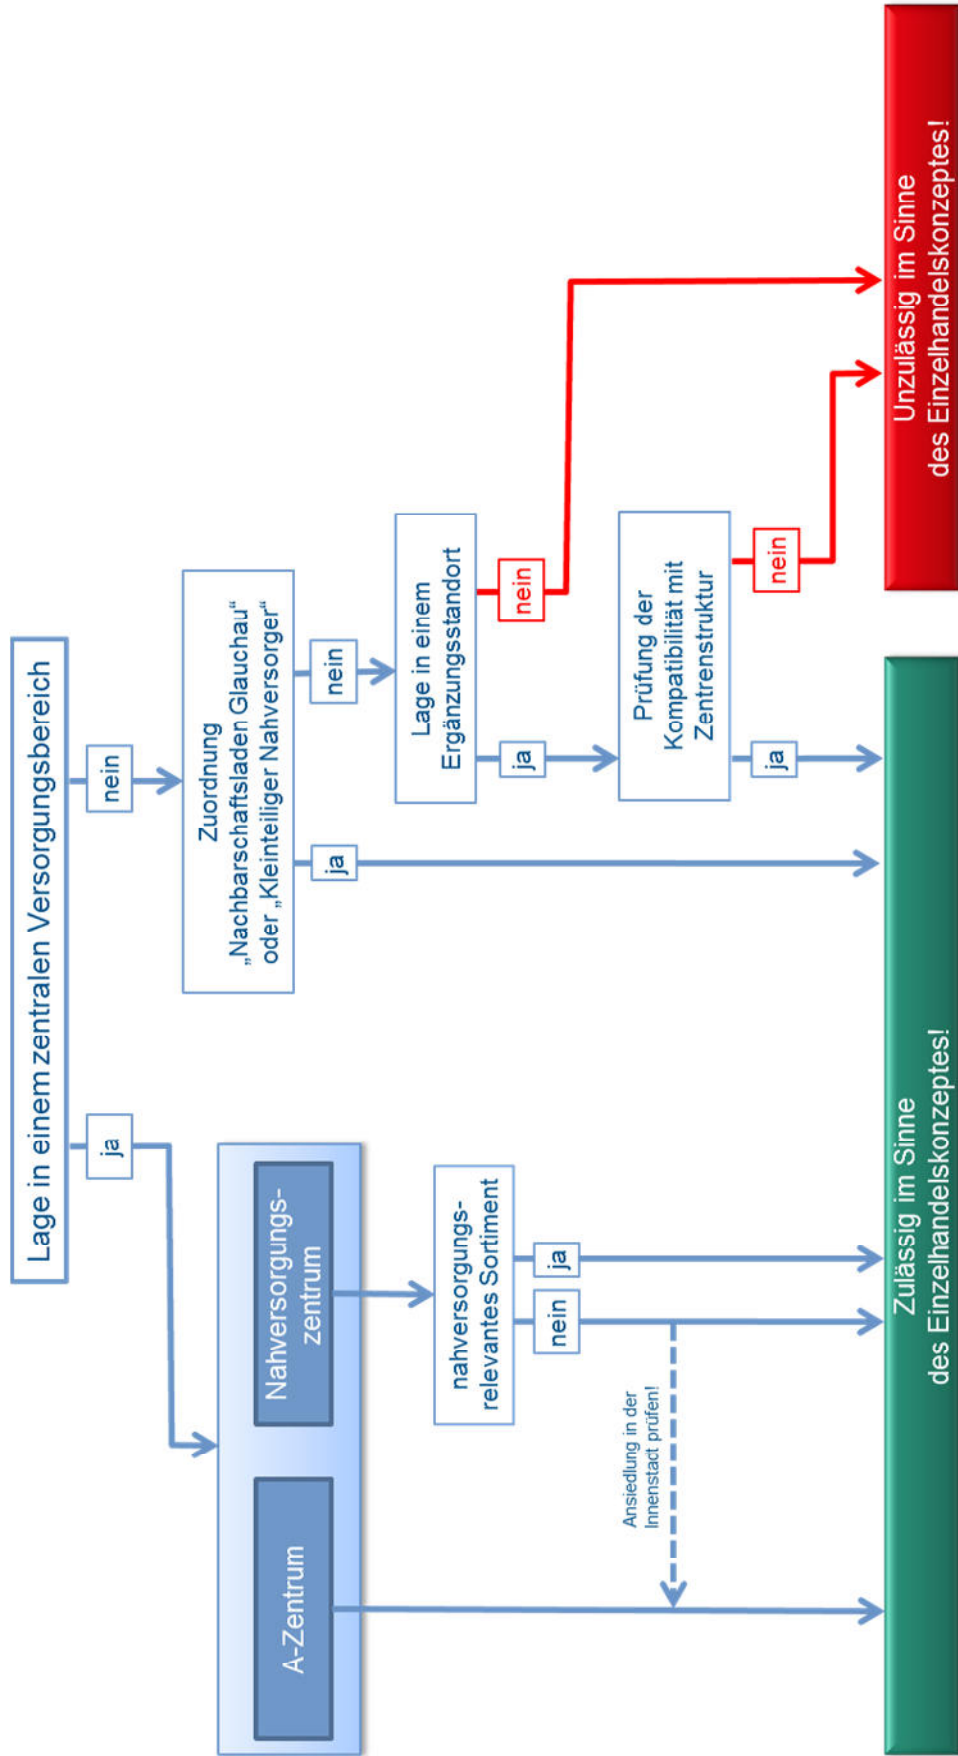 Lage in einem zentralen Versorgungsbereich
ja
nein
A-Zentrum
Nahversorgungs-
zentrum
Zuordnung
„Nachbarschaftsladen Glauchau“
oder „Kleinteiliger Nahversorger“
ja
nein
nahversorgungs-
relevantes Sortiment
nein
ja
Lage in einem
Ergänzungsstandort
ja
nein
Ansiedlung in der
Innenstadt prüfen!
Prüfung der
Kompatibilität mit
Zentrenstruktur
ja
nein
Zulässig im Sinne
des Einzelhandelskonzeptes!
Unzulässig im Sinne
des Einzelhandelskonzeptes!